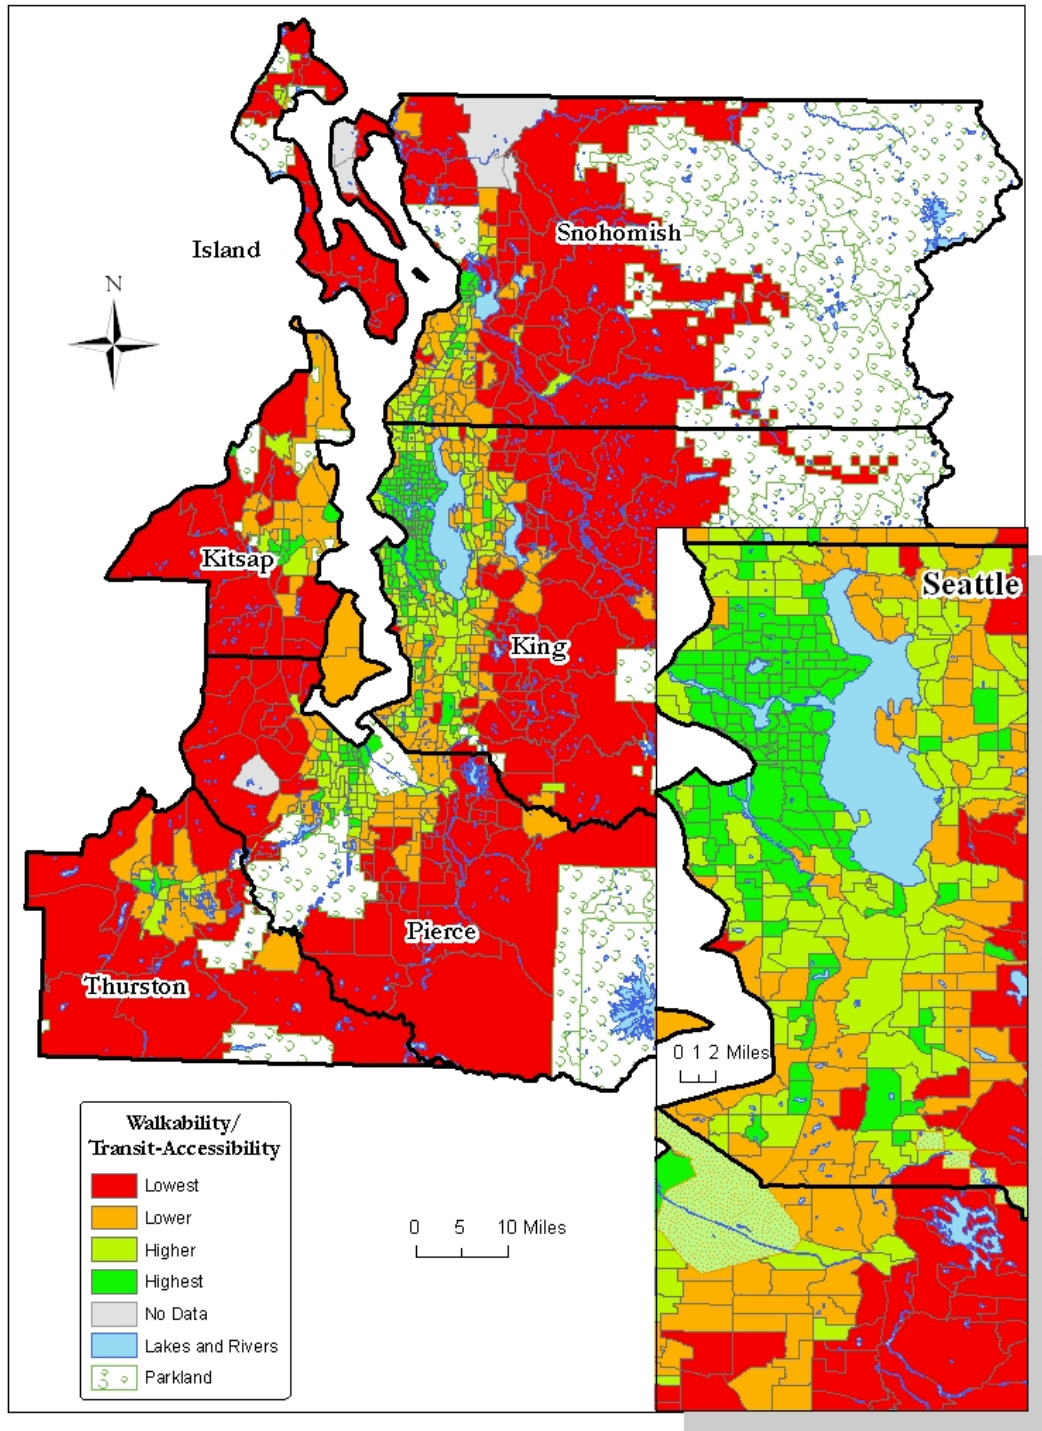 Island
Snohomish
N
Seattle
Kitsap
King
Pierce
Thurston
0 1 2 Miles
Walkability/
Transit-Accessibility
Lowest
Lower
Higher
Highest
No Data
Lakes and Rivers
Parkland
0 5 10 Miles